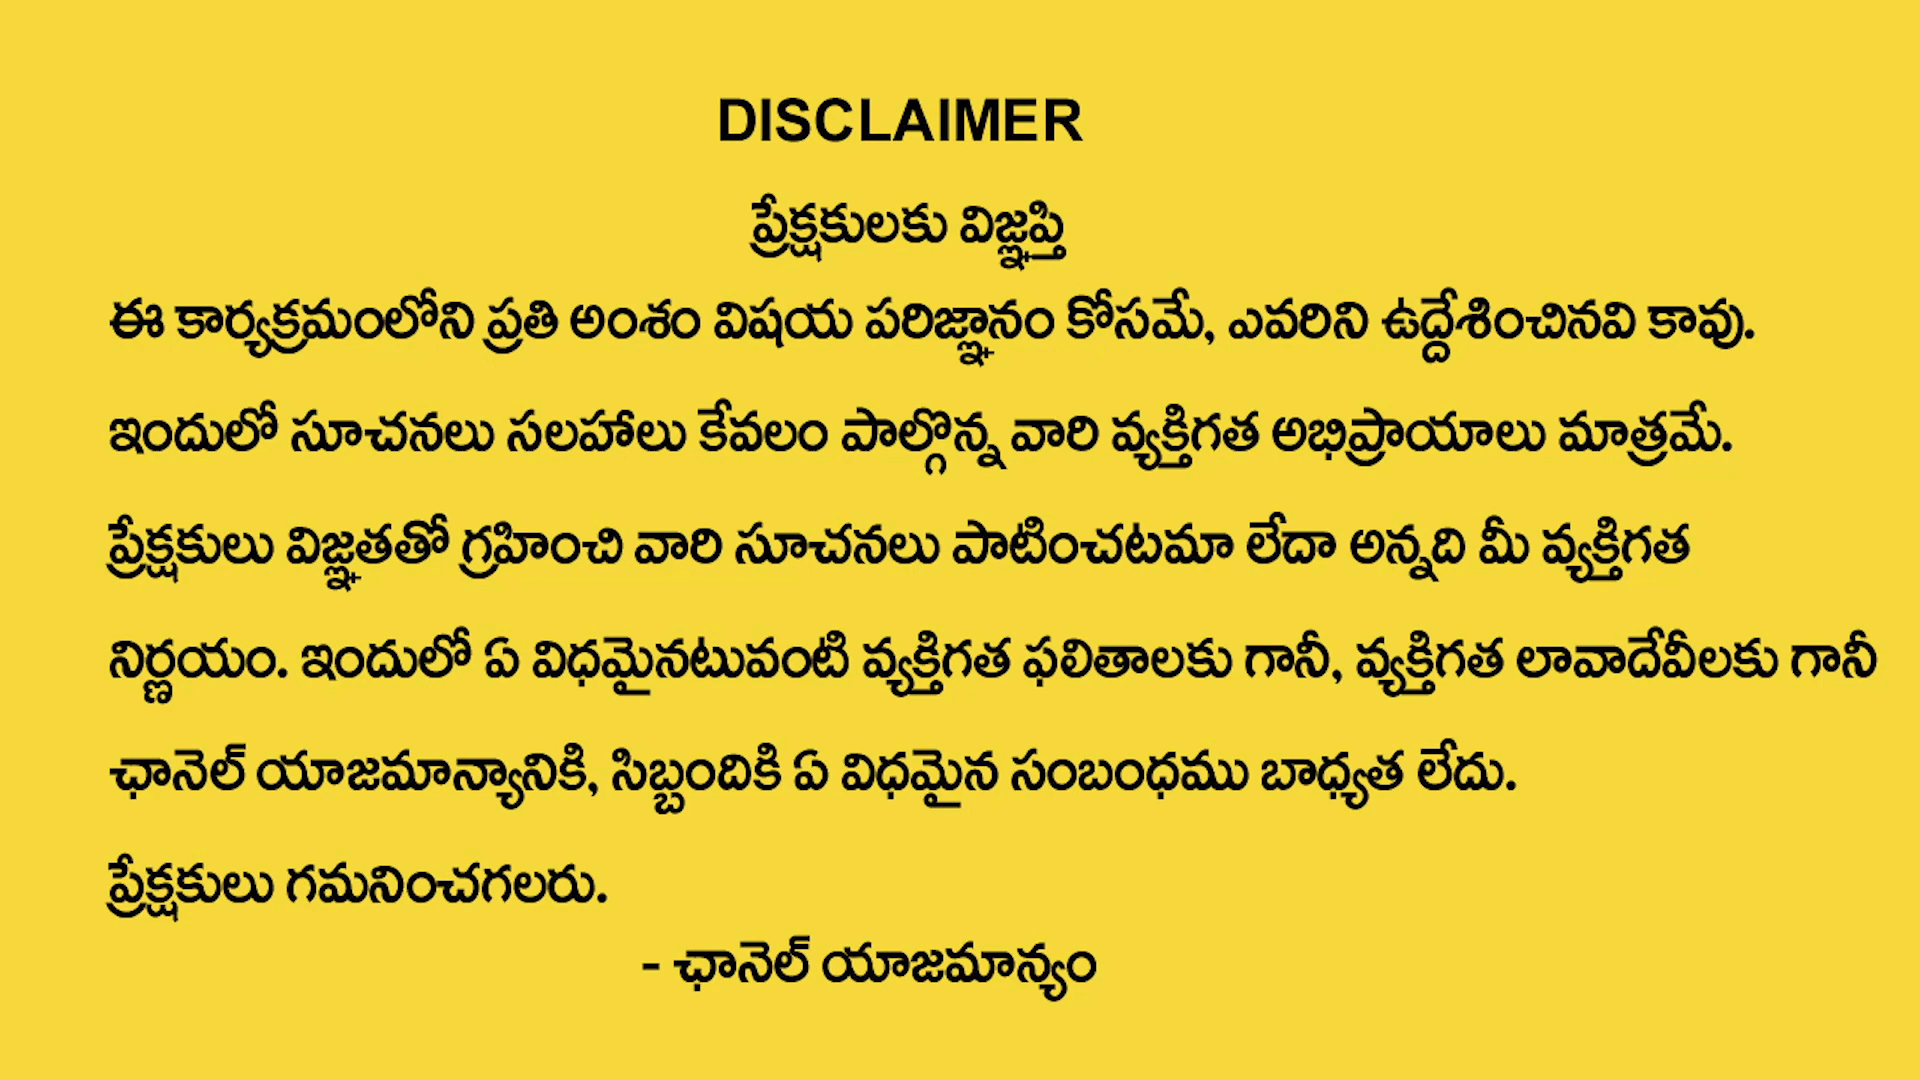 DISCLAIMER
ప్రేక్షకులకు విజ్ఞప్తి
ఈ కార్యక్రమంలోని ప్రతి అంశం విషయ పరిజ్ఞానం కోసమే, ఎవరిని ఉద్దేశించినవి కావు.
ఇందులో సూచనలు సలహాలు కేవలం పాల్గొన్న వారి వ్యక్తిగత అభిప్రాయాలు మాత్రమే.
ప్రేక్షకులు విజ్ఞతతో గ్రహించి వారి సూచనలు పాటించటమా లేదా అన్నది మీ వ్యక్తిగత
నిర్ణయం. ఇందులో ఏ విధమైనటువంటి వ్యక్తిగత ఫలితాలకు గానీ, వ్యక్తిగత లావాదేవీలకు గానీ
ఛానెల్ యాజమాన్యానికి, సిబ్బందికి ఏ విధమైన సంబంధము బాధ్యత లేదు.
ప్రేక్షకులు గమనించగలరు.
- ఛానెల్ యాజమాన్యం